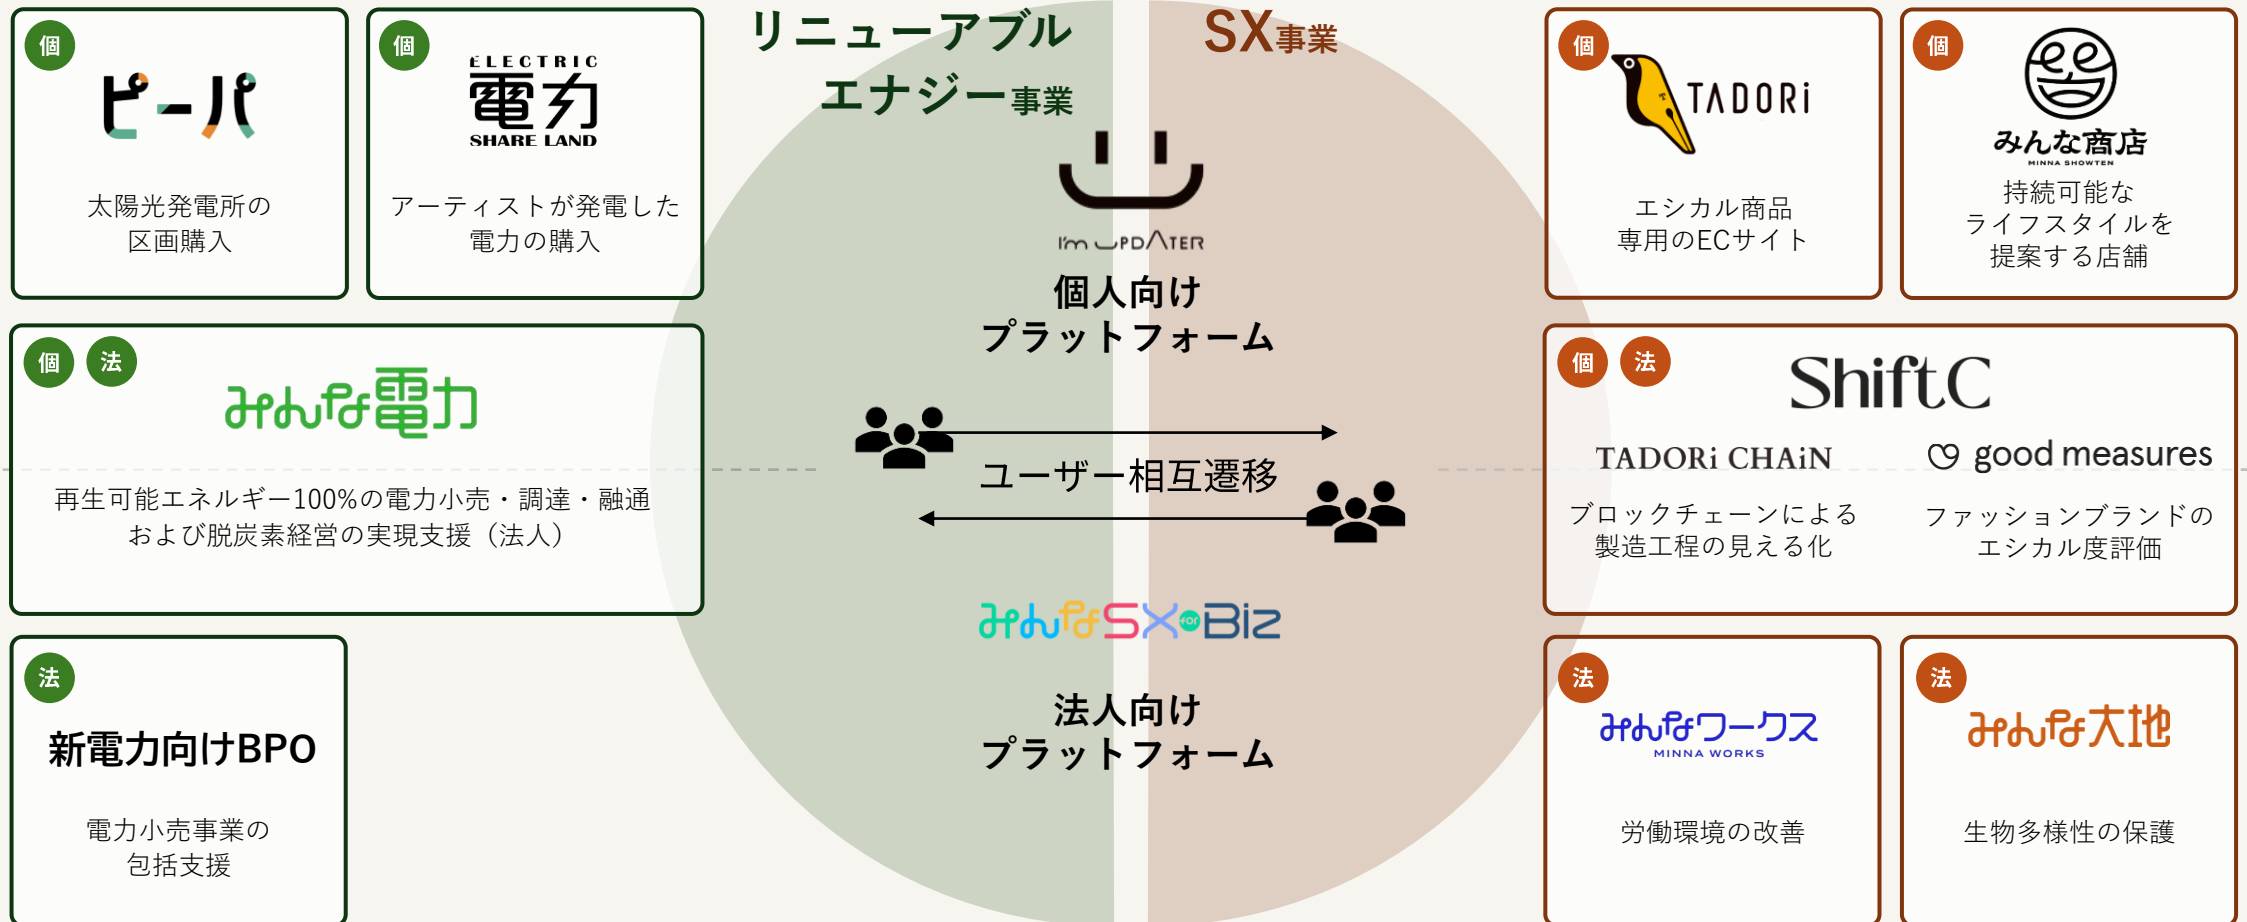 リニューアブル
エナジー事業
SX事業
個
ピーパ
太陽光発電所の
区画購入
個
ELECTRIC
電力
SHARE LAND
アーティストが発電した
電力の購入
個 法
みんな電力
再生可能エネルギー100%の電力小売・調達・融通
および脱炭素経営の実現支援（法人）
法
新電力向けBPO
電力小売事業の
包括支援
I'm UPDATER
個人向け
プラットフォーム
ユーザー相互遷移
みんなSX for Biz
法人向け
プラットフォーム
個
TADORi
エシカル商品
専用のECサイト
個
みんな商店
MINNA SHOWTEN
持続可能な
ライフスタイルを
提案する店舗
個 法
Shift C
TADORi CHAiN
ブロックチェーンによる
製造工程の見える化
good measures
ファッションブランドの
エシカル度評価
法
みんなワークス
MINNA WORKS
労働環境の改善
法
みんな大地
生物多様性の保護